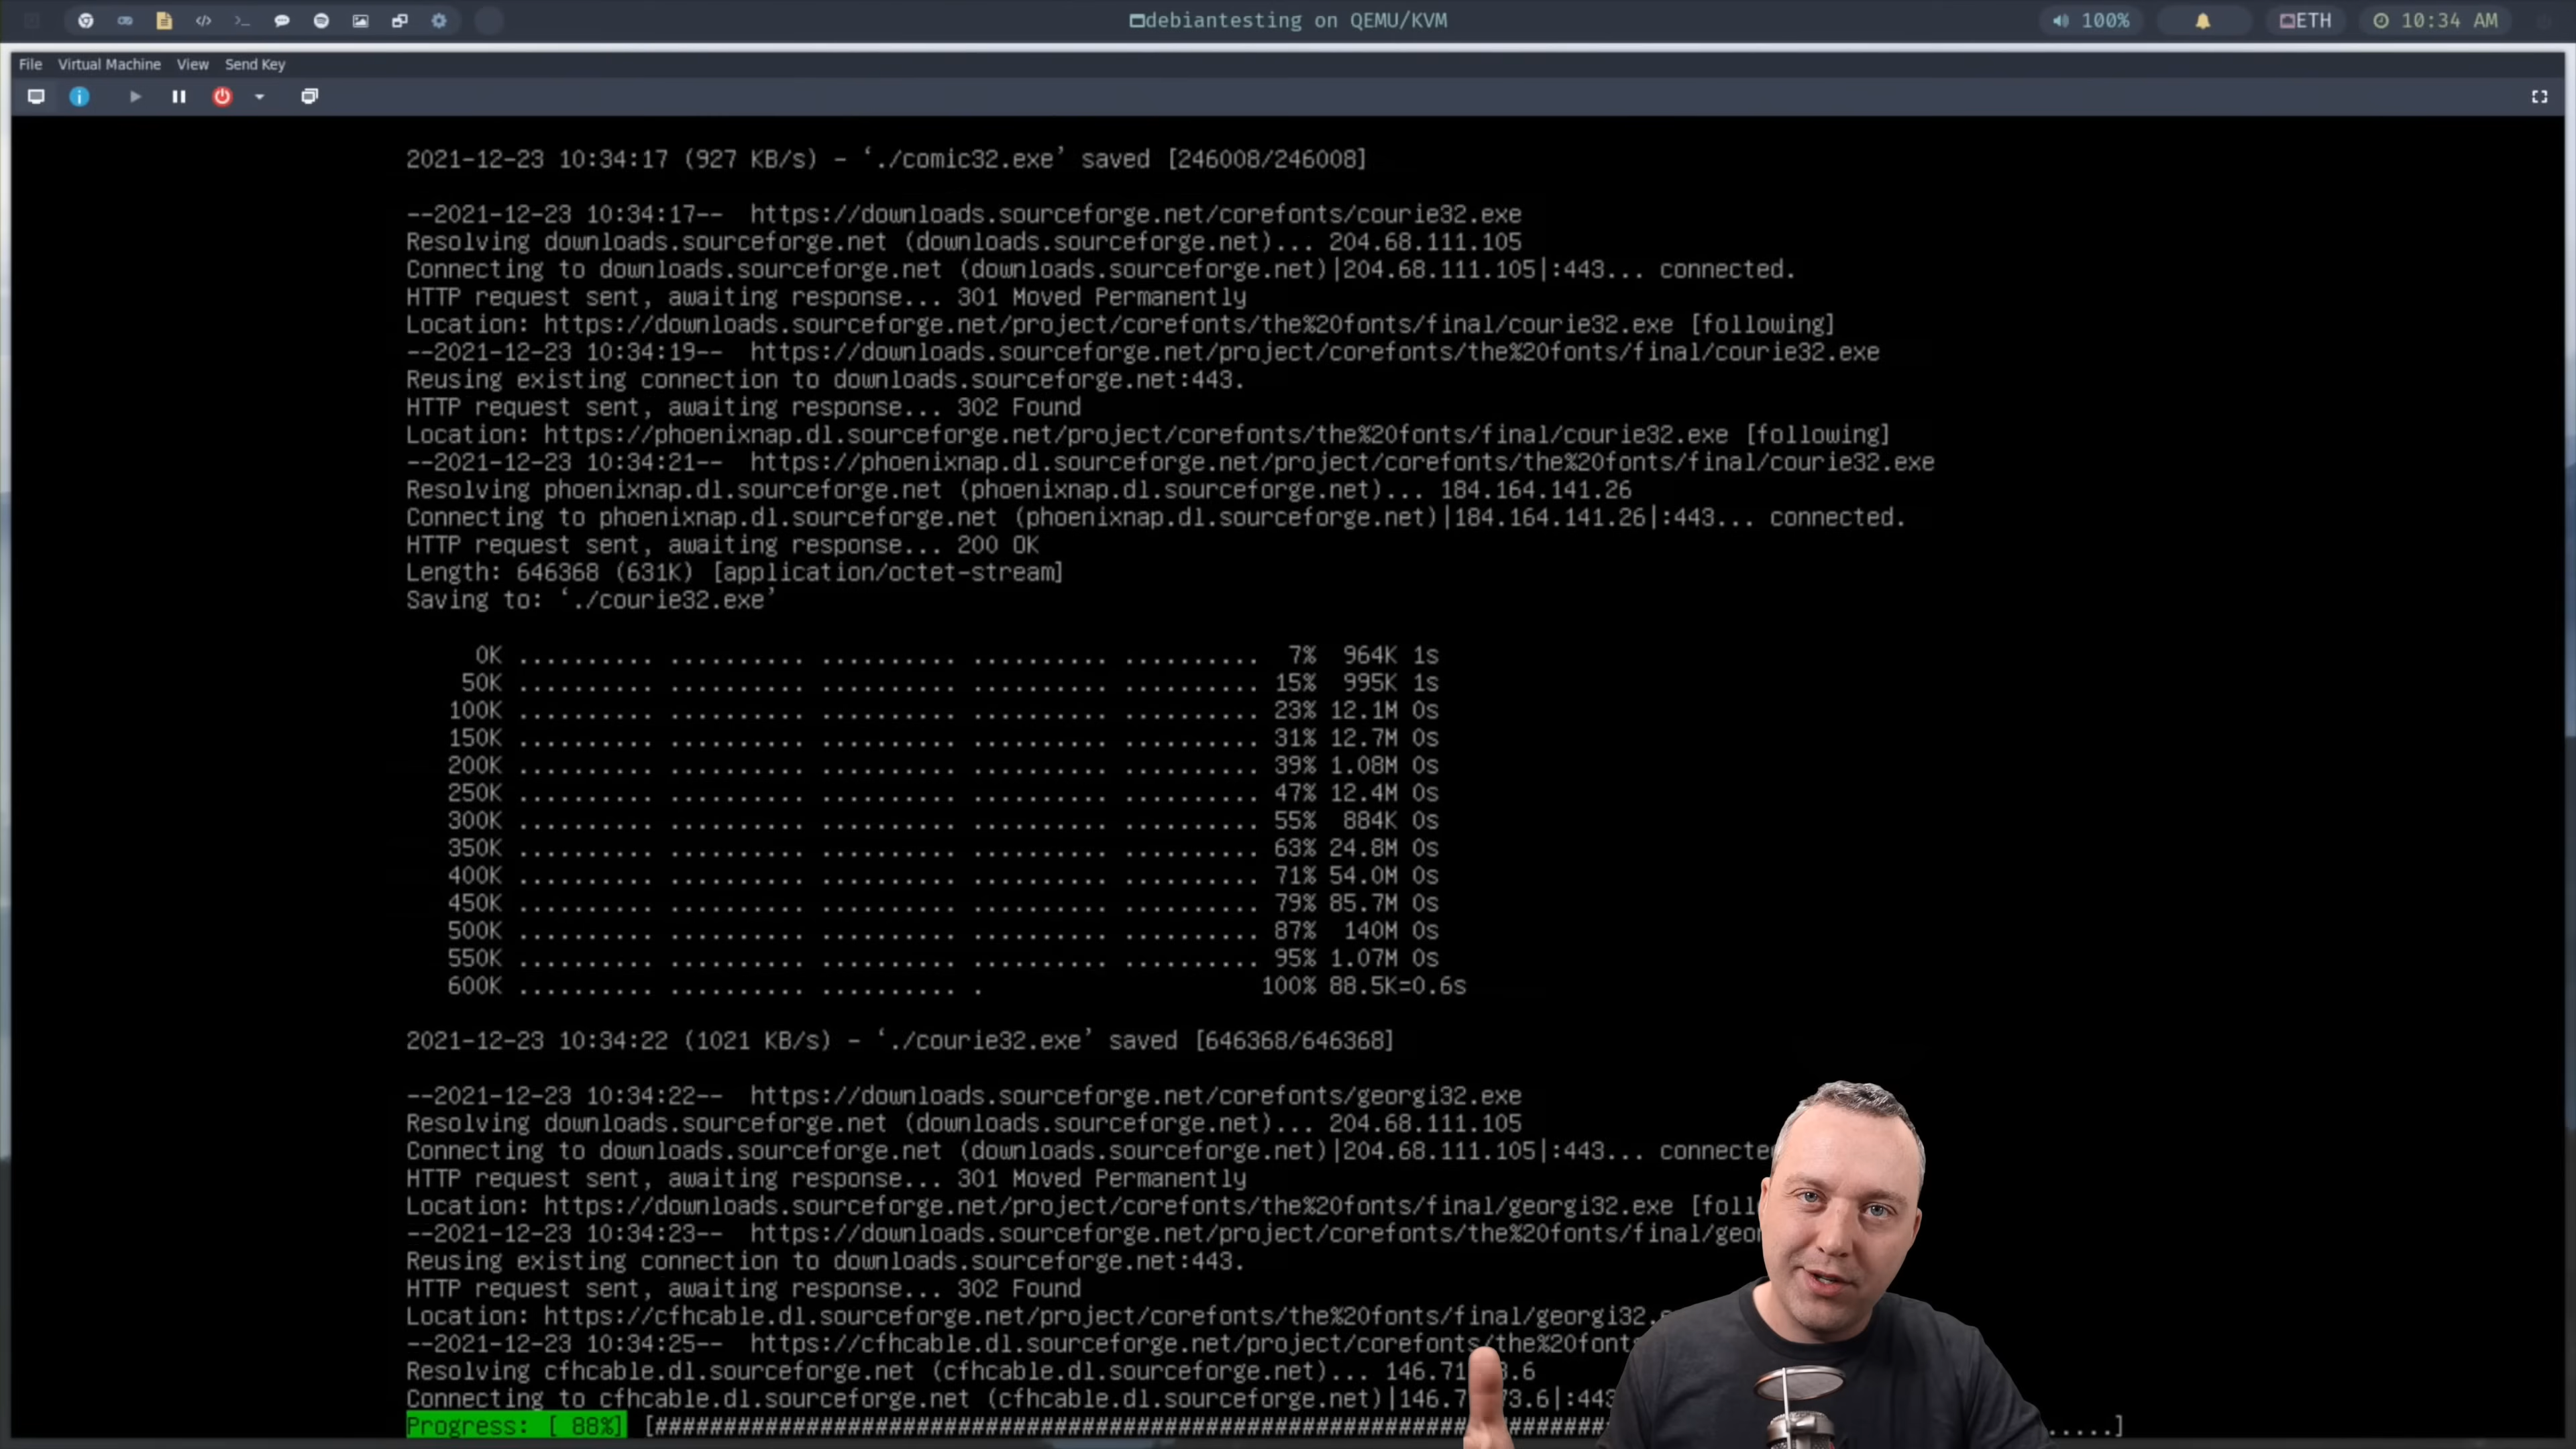 debiantesting on QEMU/KVM
100%
ETH
10:34 AM
File Virtual Machine View Send Key
2021-12-23 10:34:17 (927 KB/s) - ‘./comic32.exe’ saved [246008/246008]
--2021-12-23 10:34:17--  https://downloads.sourceforge.net/corefonts/courie32.exe
Resolving downloads.sourceforge.net (downloads.sourceforge.net)... 204.68.111.105
Connecting to downloads.sourceforge.net (downloads.sourceforge.net)|204.68.111.105|:443... connected.
HTTP request sent, awaiting response... 301 Moved Permanently
Location: https://downloads.sourceforge.net/project/corefonts/the%20fonts/final/courie32.exe [following]
--2021-12-23 10:34:19--  https://downloads.sourceforge.net/project/corefonts/the%20fonts/final/courie32.exe
Reusing existing connection to downloads.sourceforge.net:443.
HTTP request sent, awaiting response... 302 Found
Location: https://phoenixnap.dl.sourceforge.net/project/corefonts/the%20fonts/final/courie32.exe [following]
--2021-12-23 10:34:21--  https://phoenixnap.dl.sourceforge.net/project/corefonts/the%20fonts/final/courie32.exe
Resolving phoenixnap.dl.sourceforge.net (phoenixnap.dl.sourceforge.net)... 184.164.141.26
Connecting to phoenixnap.dl.sourceforge.net (phoenixnap.dl.sourceforge.net)|184.164.141.26|:443... connected.
HTTP request sent, awaiting response... 200 OK
Length: 646368 (631K) [application/octet-stream]
Saving to: ‘./courie32.exe’
0K .......... .......... .......... .......... .......... 7% 964K 1s
50K .......... .......... .......... .......... .......... 15% 995K 1s
100K .......... .......... .......... .......... .......... 23% 12.1M 0s
150K .......... .......... .......... .......... .......... 31% 12.7M 0s
200K .......... .......... .......... .......... .......... 39% 1.08M 0s
250K .......... .......... .......... .......... .......... 47% 12.4M 0s
300K .......... .......... .......... .......... .......... 55% 884K 0s
350K .......... .......... .......... .......... .......... 63% 24.8M 0s
400K .......... .......... .......... .......... .......... 71% 54.0M 0s
450K .......... .......... .......... .......... .......... 79% 85.7M 0s
500K .......... .......... .......... .......... .......... 87% 140M 0s
550K .......... .......... .......... .......... .......... 95% 1.07M 0s
600K .......... .......... .......... . 100% 88.5K=0.6s
2021-12-23 10:34:22 (1021 KB/s) - ‘./courie32.exe’ saved [646368/646368]
--2021-12-23 10:34:22--  https://downloads.sourceforge.net/corefonts/georgi32.exe
Resolving downloads.sourceforge.net (downloads.sourceforge.net)... 204.68.111.105
Connecting to downloads.sourceforge.net (downloads.sourceforge.net)|204.68.111.105|:443... connecte
HTTP request sent, awaiting response... 301 Moved Permanently
Location: https://downloads.sourceforge.net/project/corefonts/the%20fonts/final/georgi32.exe [foll
--2021-12-23 10:34:23--  https://downloads.sourceforge.net/project/corefonts/the%20fonts/final/geor
Reusing existing connection to downloads.sourceforge.net:443.
HTTP request sent, awaiting response... 302 Found
Location: https://cfhcable.dl.sourceforge.net/project/corefonts/the%20fonts/final/georgi32.e
--2021-12-23 10:34:25--  https://cfhcable.dl.sourceforge.net/project/corefonts/the%20font
Resolving cfhcable.dl.sourceforge.net (cfhcable.dl.sourceforge.net)... 146.71 3.6
Connecting to cfhcable.dl.sourceforge.net (cfhcable.dl.sourceforge.net)|146.7 73.6|:443
Progress: [ 88%]